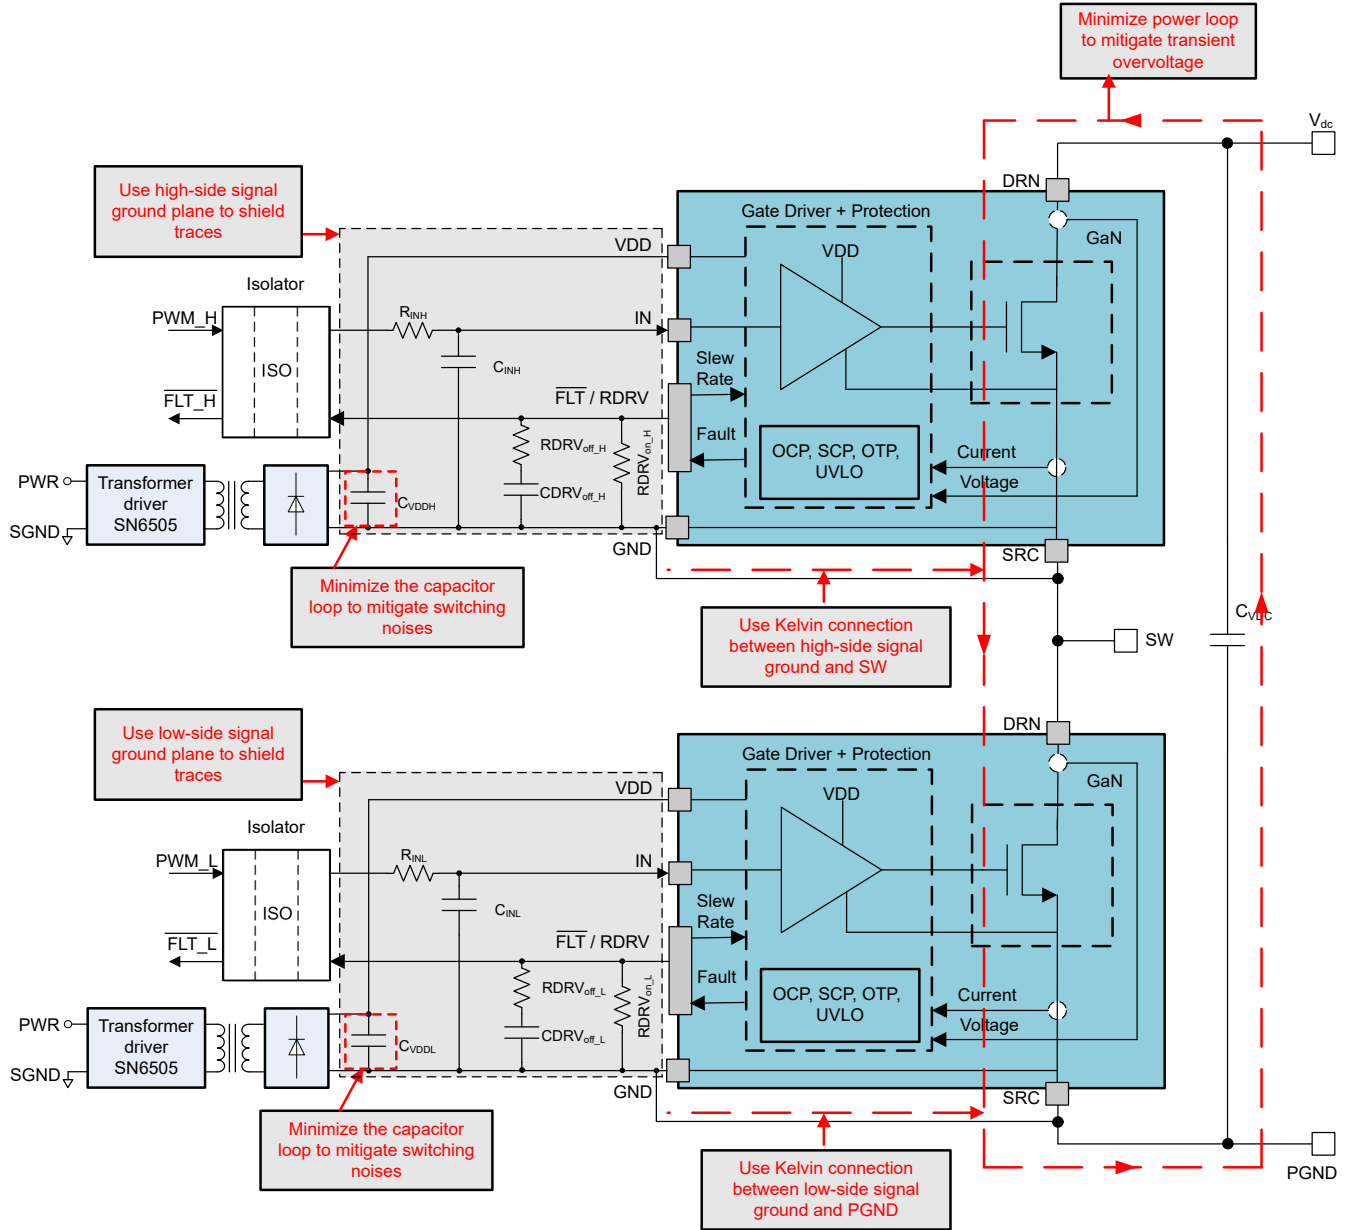 Minimize power loop
to mitigate transient
overvoltage
Vdc
Use high-side signal
ground plane to shield
traces
DRN
Gate Driver + Protection
GaN
VDD
VDD
Isolator
PWM_H
RINH
IN
ISO
CINH
Slew
Rate
FLT_H
FLT / RDRV
Fault
RDRVoff_H
RDRVon_H
OCP, SCP, OTP,
UVLO
Current
Voltage
PWR
Transformer
driver
SN6505
CDRVoff_H
CVDDH
SGND
GND
SRC
Minimize the capacitor
loop to mitigate switching
noises
Use Kelvin connection
between high-side signal
ground and SW
CVDC
SW
Use low-side signal
ground plane to shield
traces
DRN
Gate Driver + Protection
GaN
VDD
VDD
Isolator
PWM_L
RINL
IN
ISO
CINL
Slew
Rate
FLT_L
FLT / RDRV
Fault
RDRVoff_L
RDRVon_L
OCP, SCP, OTP,
UVLO
Current
Voltage
PWR
Transformer
driver
SN6505
CDRVoff_L
CVDDL
SGND
GND
SRC
Minimize the capacitor
loop to mitigate switching
noises
Use Kelvin connection
between low-side signal
ground and PGND
PGND